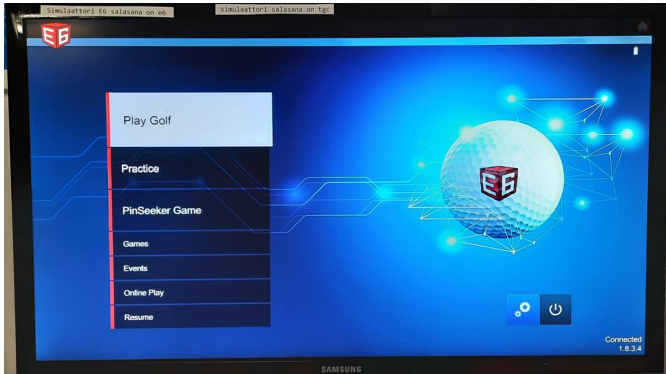 Simulaattori E6 salasana on e6
simulaattori salasana on tgc
E6
Play Golf
Practice
PinSeeker Game
Games
Events
Online Play
Resume
E6
Connected
1.8.3.4
SAMSUNG